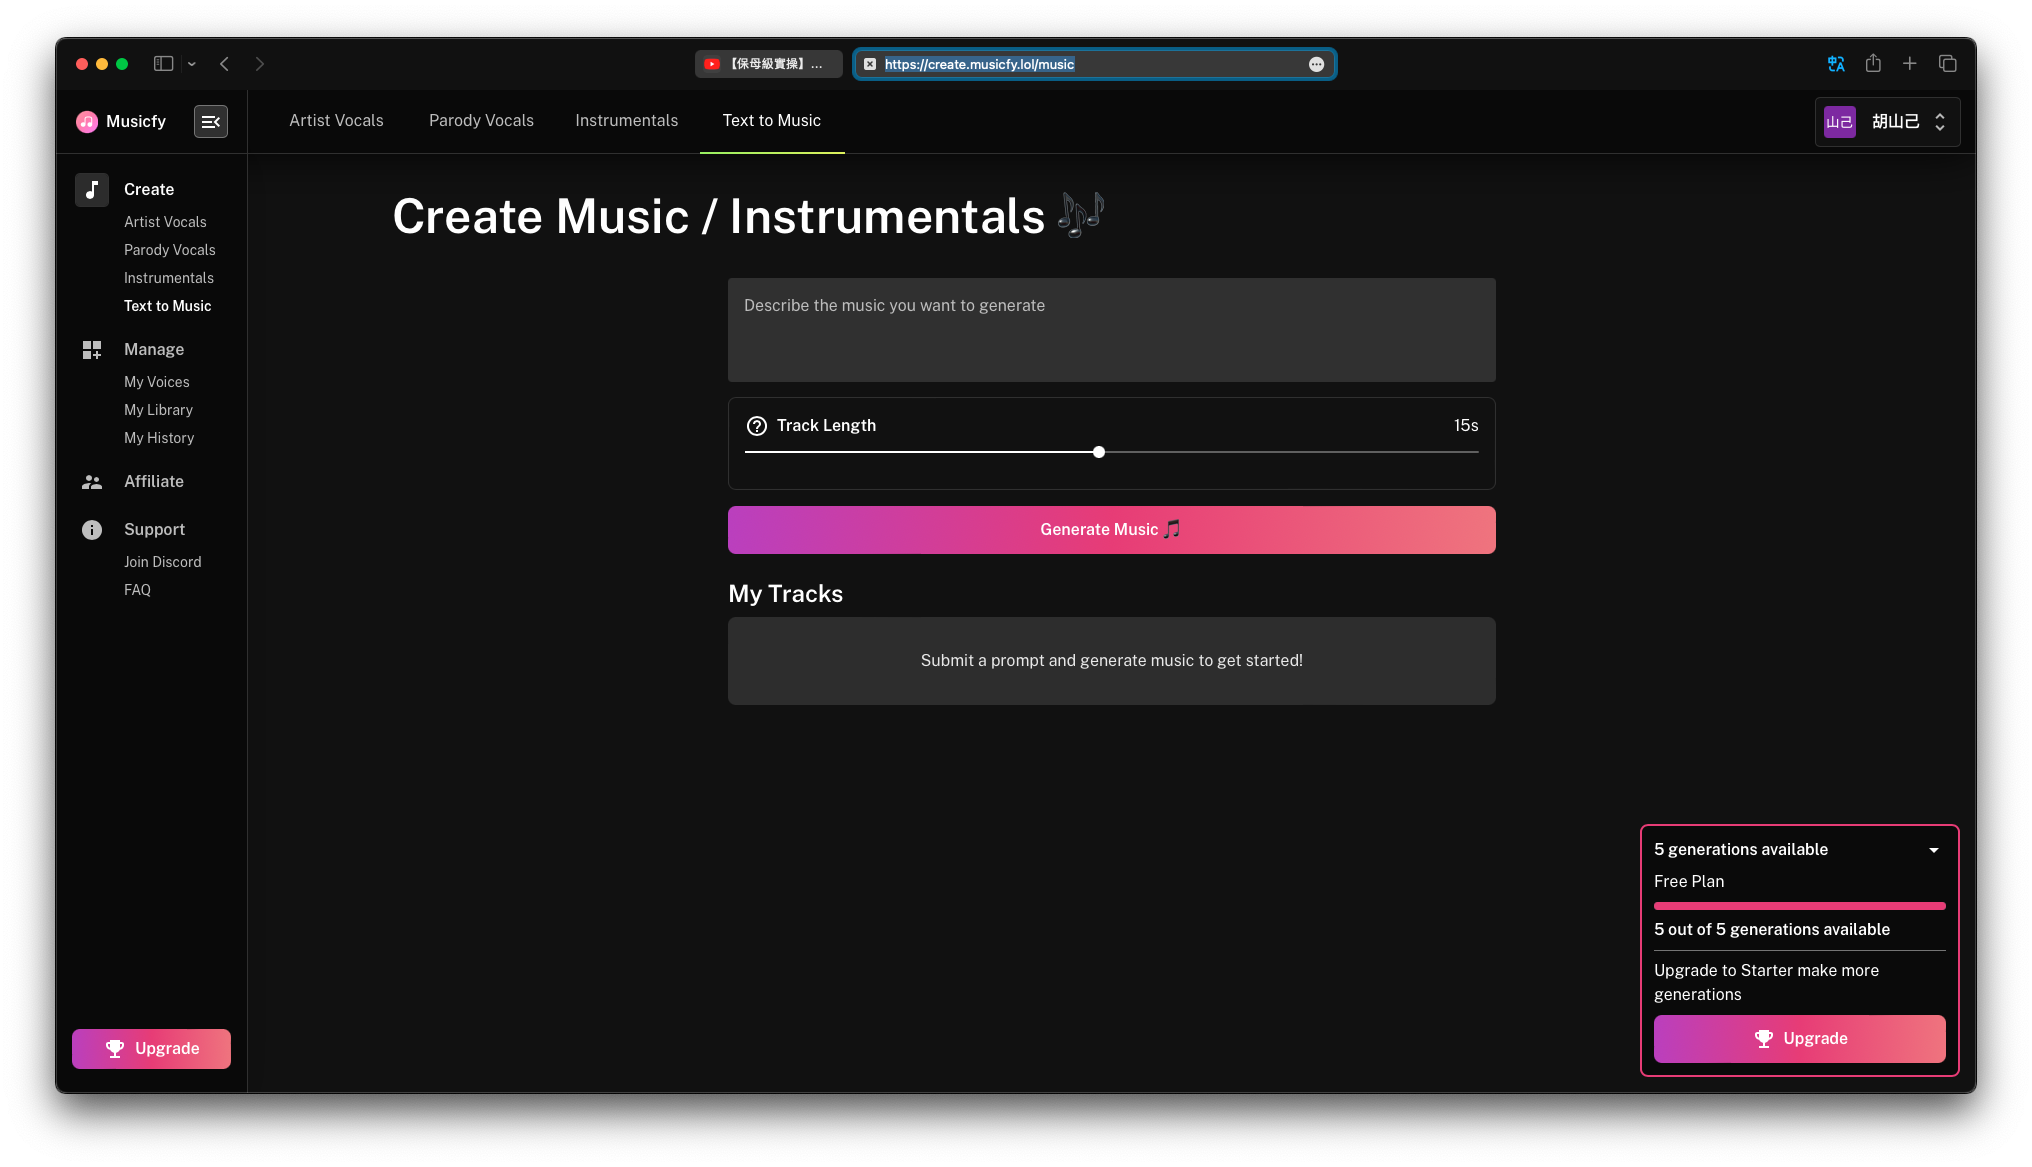 【保母級實操】...
https://create.musicfy.lol/music
Musicfy
Artist Vocals
Parody Vocals
Instrumentals
Text to Music
山己
胡山己
Create
Artist Vocals
Parody Vocals
Instrumentals
Text to Music
Manage
My Voices
My Library
My History
Affiliate
Support
Join Discord
FAQ
Upgrade
Create Music / Instrumentals 🎶
Describe the music you want to generate
Track Length
15s
Generate Music 🎵
My Tracks
Submit a prompt and generate music to get started!
5 generations available
Free Plan
5 out of 5 generations available
Upgrade to Starter make more
generations
Upgrade